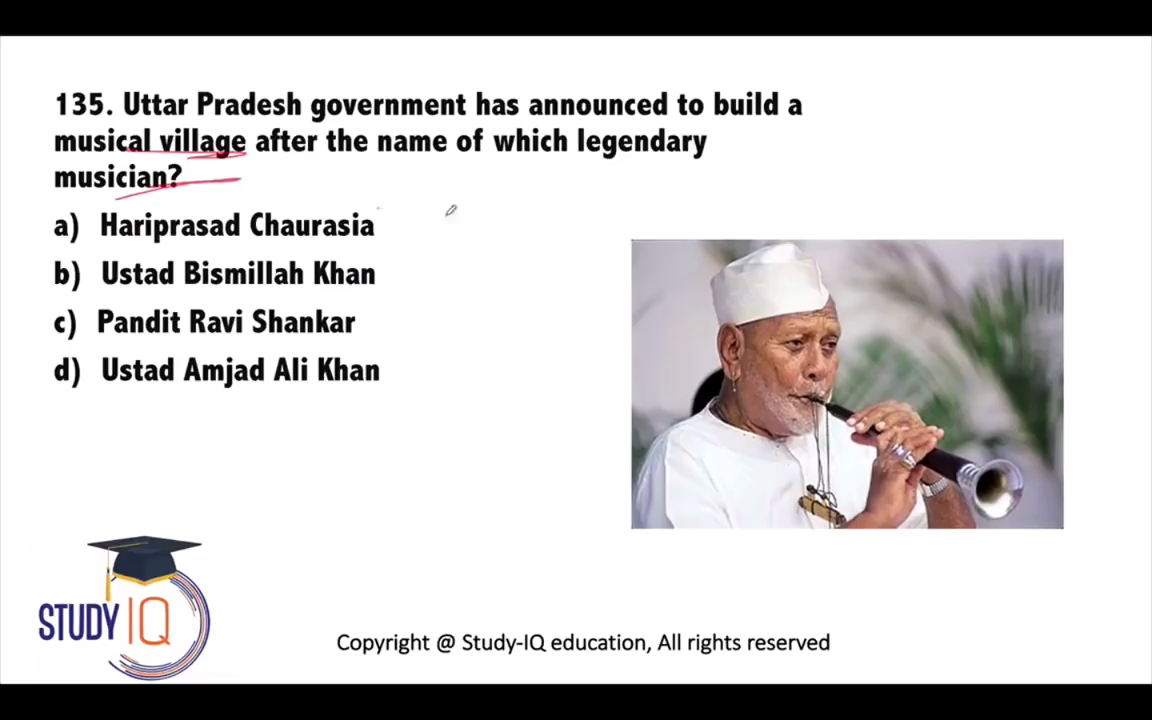 135. Uttar Pradesh government has announced to build a
musical village after the name of which legendary
musician?
a) Hariprasad Chaurasia
b) Ustad Bismillah Khan
c) Pandit Ravi Shankar
d) Ustad Amjad Ali Khan
STUDY IQ
Copyright @ Study-IQ education, All rights reserved